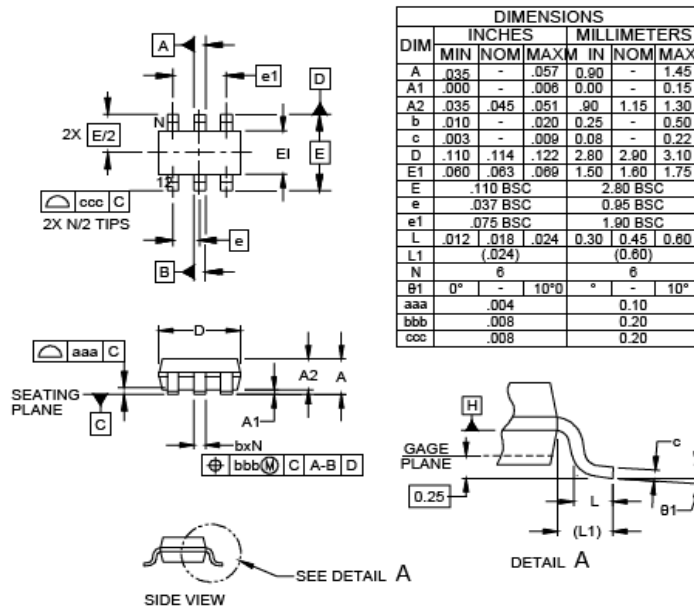 A
e1
D
N
2X E/2
EI
E
12
ccc C
2X N/2 TIPS
e
B
D
aaa C
A2 A
SEATING
PLANE
C
A1
bxN
bbb M C A-B D
SEE DETAIL A
SIDE VIEW
DIMENSIONS
DIM INCHES MILLIMETERS
MIN NOM MAXM IN NOM MAX
A .035 - .057 0.90 - 1.45
A1 .000 - .006 0.00 - 0.15
A2 .035 .045 .051 .90 1.15 1.30
b .010 - .020 0.25 - 0.50
c .003 - .009 0.08 - 0.22
D .110 .114 .122 2.80 2.90 3.10
E1 .060 .063 .069 1.50 1.60 1.75
E .110 BSC 2.80 BSC
e .037 BSC 0.95 BSC
e1 .075 BSC 1.90 BSC
L .012 .018 .024 0.30 0.45 0.60
L1 (.024) (0.60)
N 6 6
θ1 0° - 10°0 ° - 10°
aaa .004 0.10
bbb .008 0.20
ccc .008 0.20
H
GAGE
PLANE
c
0.25
L
θ1
(L1)
DETAIL A